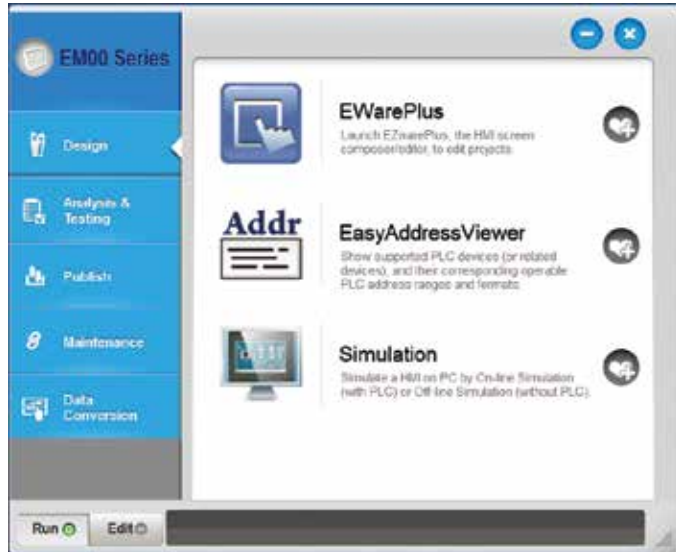 EM00 Series
Design
Analysis &
Testing
Publish
Maintenance
Data
Conversion
EWarePlus
Launch EZwarePlus, the HMI screen
composer/editor, to edit projects.
Addr
EasyAddressViewer
Show supported PLC devices (or related
devices), and their corresponding operable
PLC address ranges and formats.
Simulation
Simulate a HMI on PC by On-line Simulation
(with PLC) or Off-line Simulation (without PLC).
Run
Edit